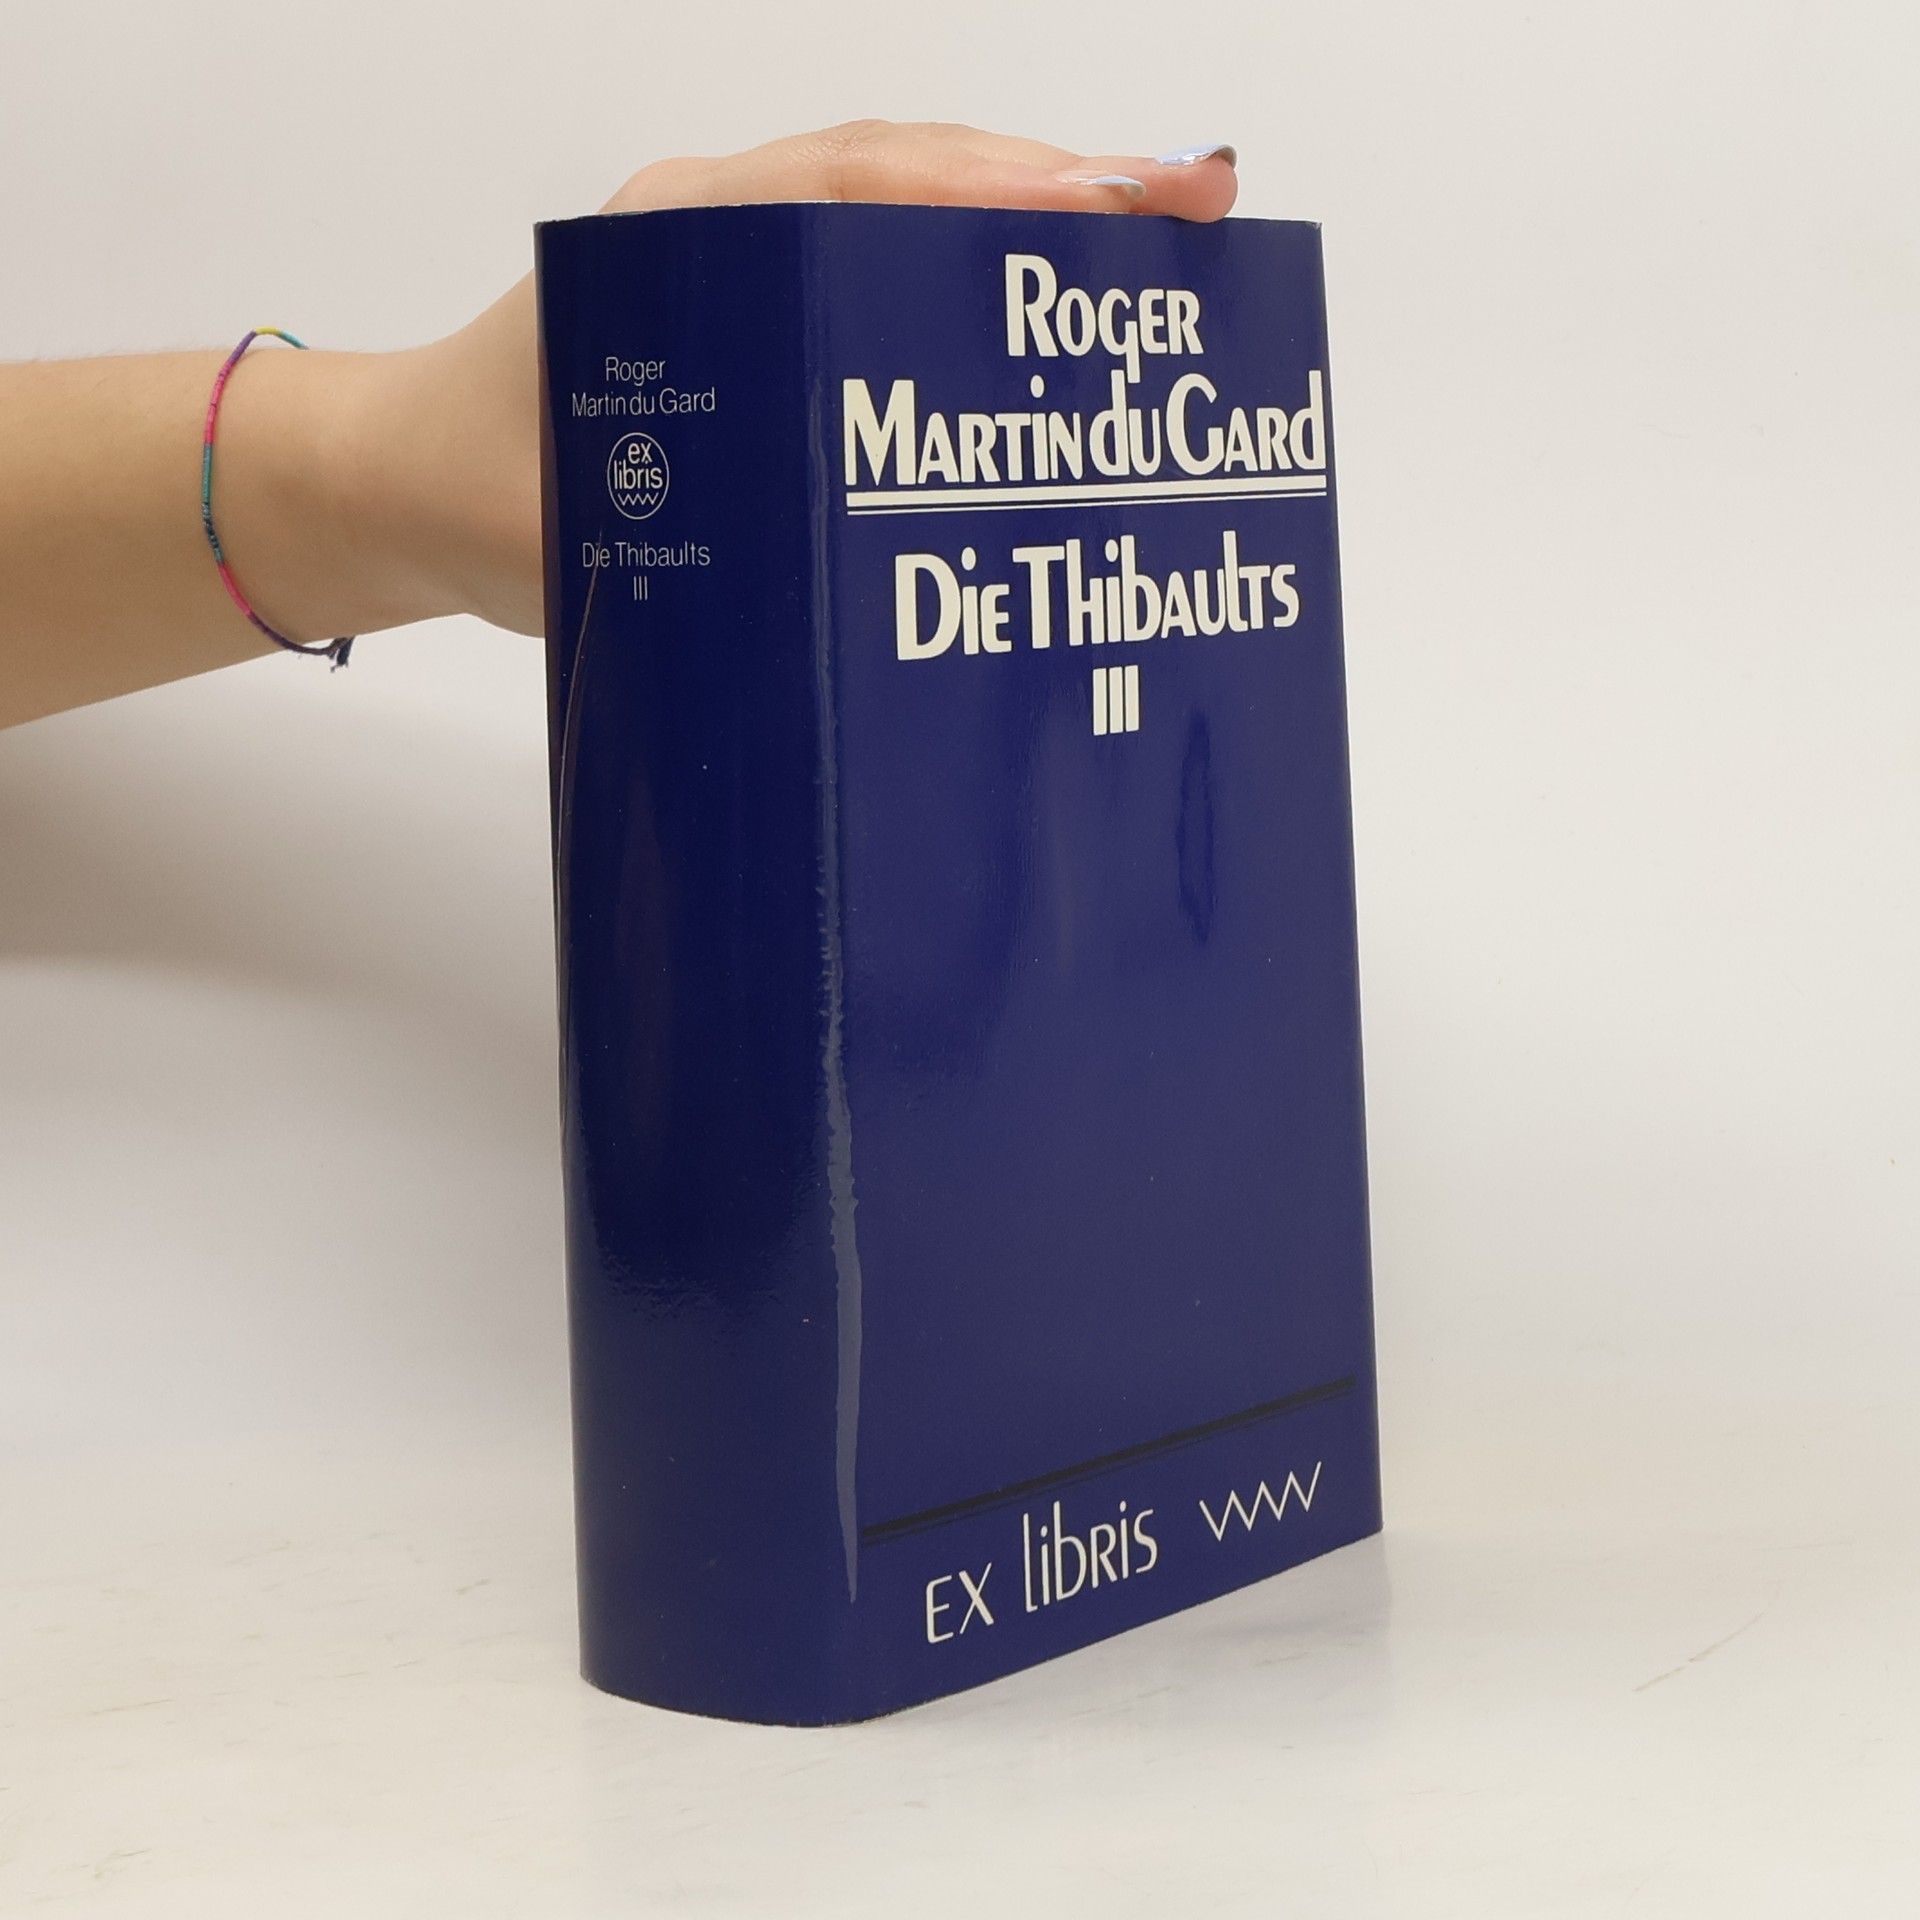 Roger
Martin du Gard
ex
libris
Die Thibaults
III
ROGER
MARTIN du GARd
DiE ThibAulTs
III
EX libRis